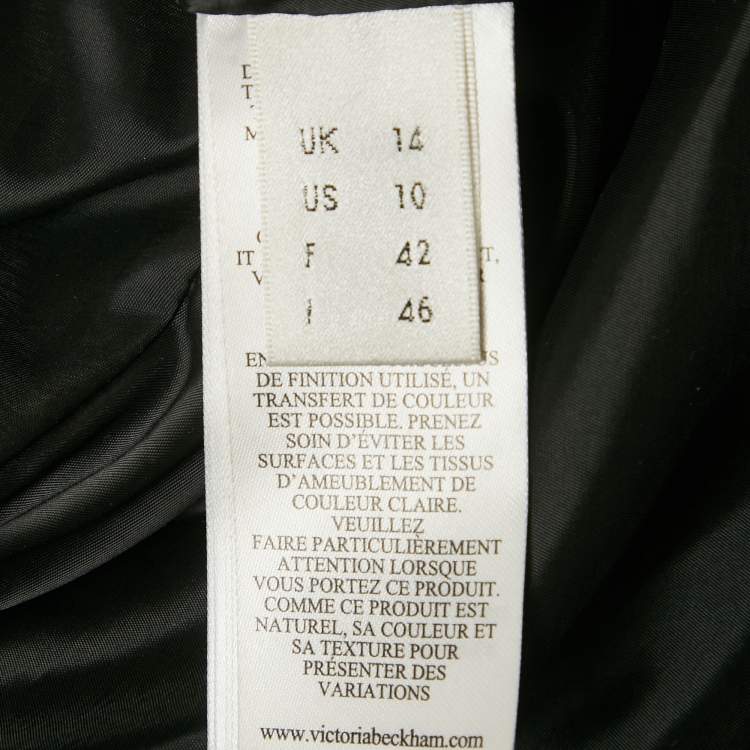 UK 14
US 10
F 42
I 46
IT
T,
DE FINITION UTILISÉ, UN
TRANSFERT DE COULEUR
EST POSSIBLE. PRENEZ
SOIN D'ÉVITER LES
SURFACES ET LES TISSUS
D'AMEUBLEMENT DE
COULEUR CLAIRE.
VEUILLEZ
FAIRE PARTICULIÈREMENT
ATTENTION LORSQUE
VOUS PORTEZ CE PRODUIT.
COMME CE PRODUIT EST
NATUREL, SA COULEUR ET
SA TEXTURE POUR
PRÉSENTER DES
VARIATIONS
www.victoriabeckham.com